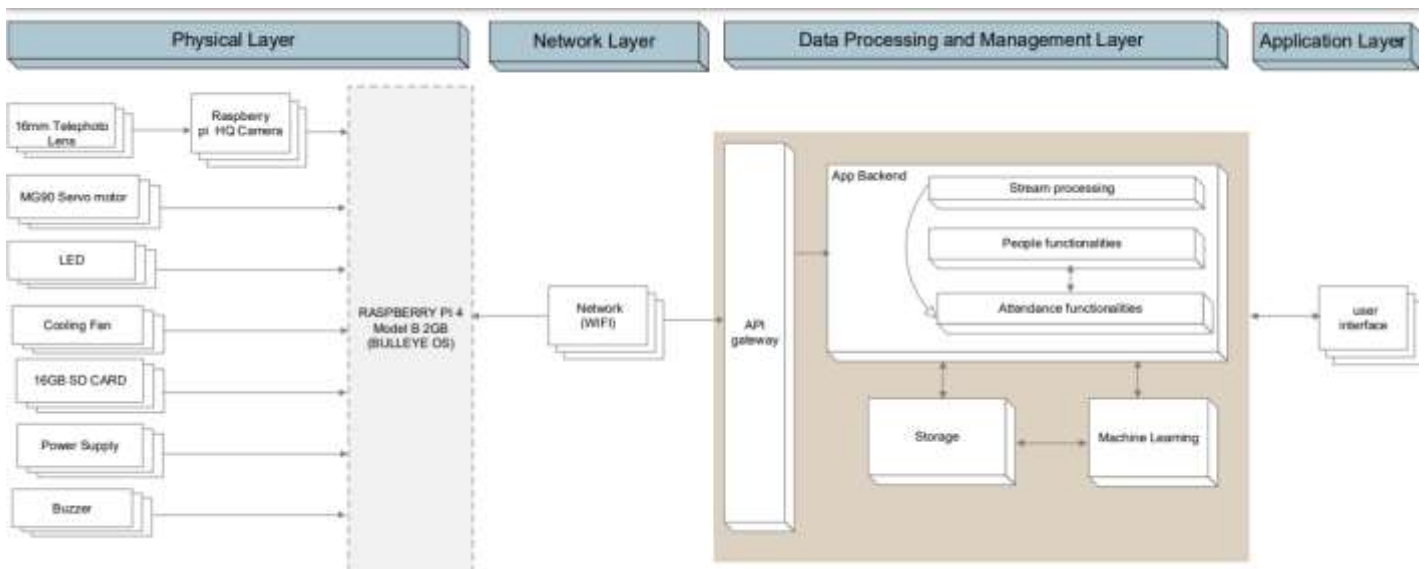 Physical Layer
Network Layer
Data Processing and Management Layer
Application Layer
16mm Telephoto
Lens
Raspberry
pi HQ Camera
MG90 Servo motor
LED
Cooling Fan
16GB SD CARD
Power Supply
Buzzer
RASPBERRY PI 4
Model B 2GB
(BULLEYE OS)
Network
(WIFI)
API
gateway
App Backend
Stream processing
People functionalities
Attendance functionalities
Storage
Machine Learning
user
interface